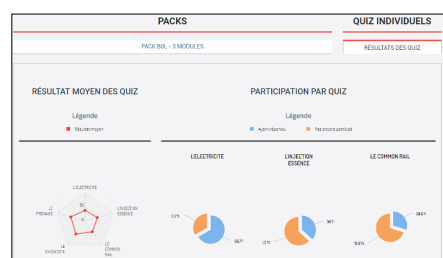 PACKS
QUIZ INDIVIDUELS
PACK BOL - 3 MODULES
RÉSULTATS DES QUIZ
RÉSULTAT MOYEN DES QUIZ
PARTICIPATION PAR QUIZ
Légende
Légende
Résultat moyen
Ayant répondu
Pas encore participé
L'ELECTRICITE
L'INJECTION ESSENCE
LE COMMON RAIL
L'ELECTRICITE
LE FREINAGE
L'INJECTION
ESSENCE
LE
COMMON
RAIL